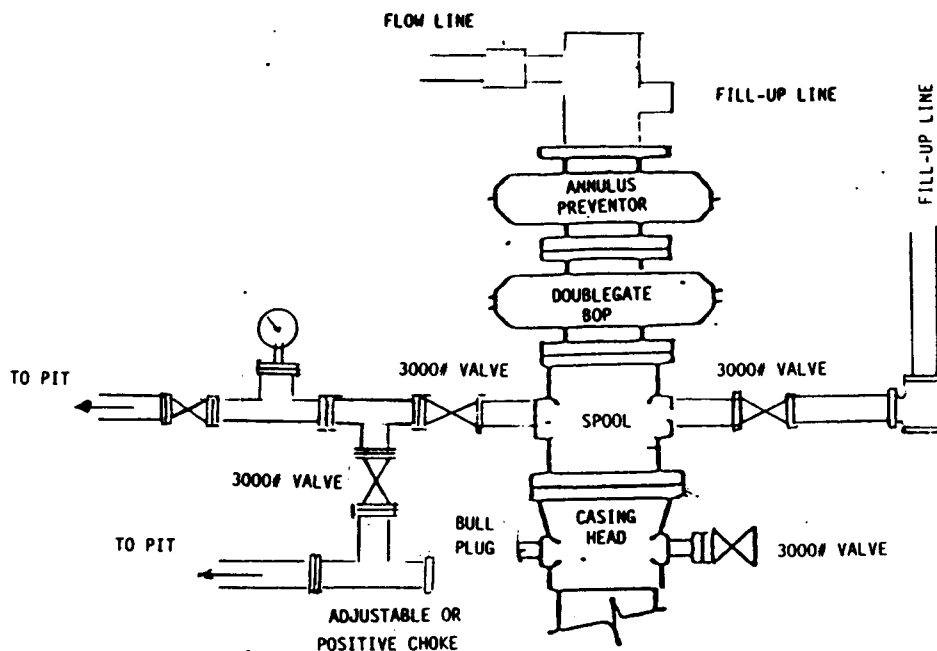 FLOW LINE
FILL-UP LINE
FILL-UP LINE
ANNULUS
PREVENTOR
DOUBLEGATE
BOP
TO PIT
3000# VALVE
3000# VALVE
SPOOL
3000# VALVE
BULL
PLUG
CASING
HEAD
TO PIT
3000# VALVE
ADJUSTABLE OR
POSITIVE CHOKE